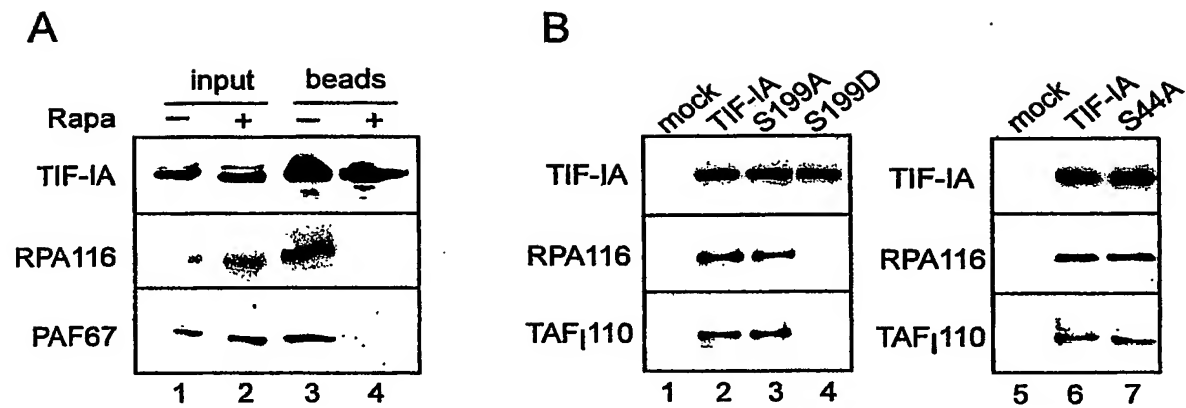 A
input beads
Rapa − + − +
TIF-IA
RPA116
PAF67
1 2 3 4
B
mock TIF-IA S199A S199D
TIF-IA
RPA116
TAFI110
1 2 3 4
mock TIF-IA S44A
TIF-IA
RPA116
TAFI110
5 6 7